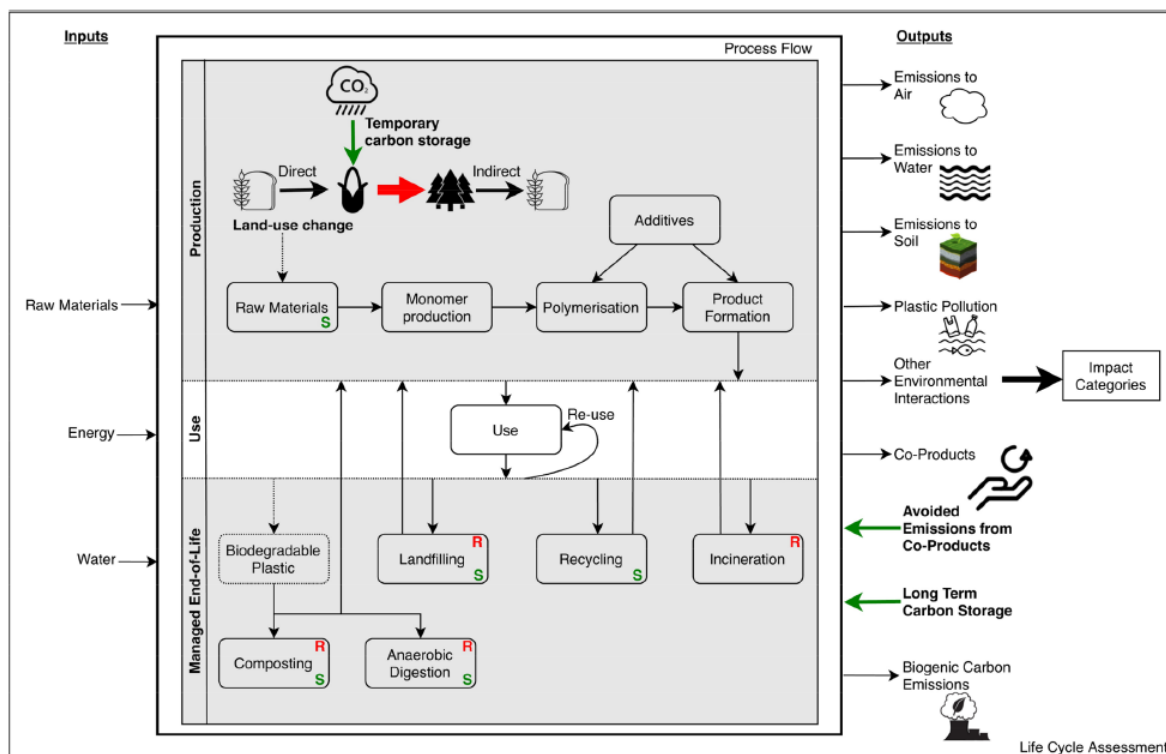 Inputs
Process Flow
Outputs
Production
CO₂
Temporary
carbon storage
Direct
Indirect
Land-use change
Additives
Raw Materials
S
Monomer
production
Polymerisation
Product
Formation
Raw Materials
Energy
Water
Use
Use
Re-use
Managed End-of-Life
Biodegradable
Plastic
Landfilling
R
S
Recycling
S
Incineration
R
Composting
R
S
Anaerobic
Digestion
R
S
Emissions to
Air
Emissions to
Water
Emissions to
Soil
Plastic Pollution
Other
Environmental
Interactions
Impact
Categories
Co-Products
Avoided
Emissions from
Co-Products
Long Term
Carbon Storage
Biogenic Carbon
Emissions
Life Cycle Assessment